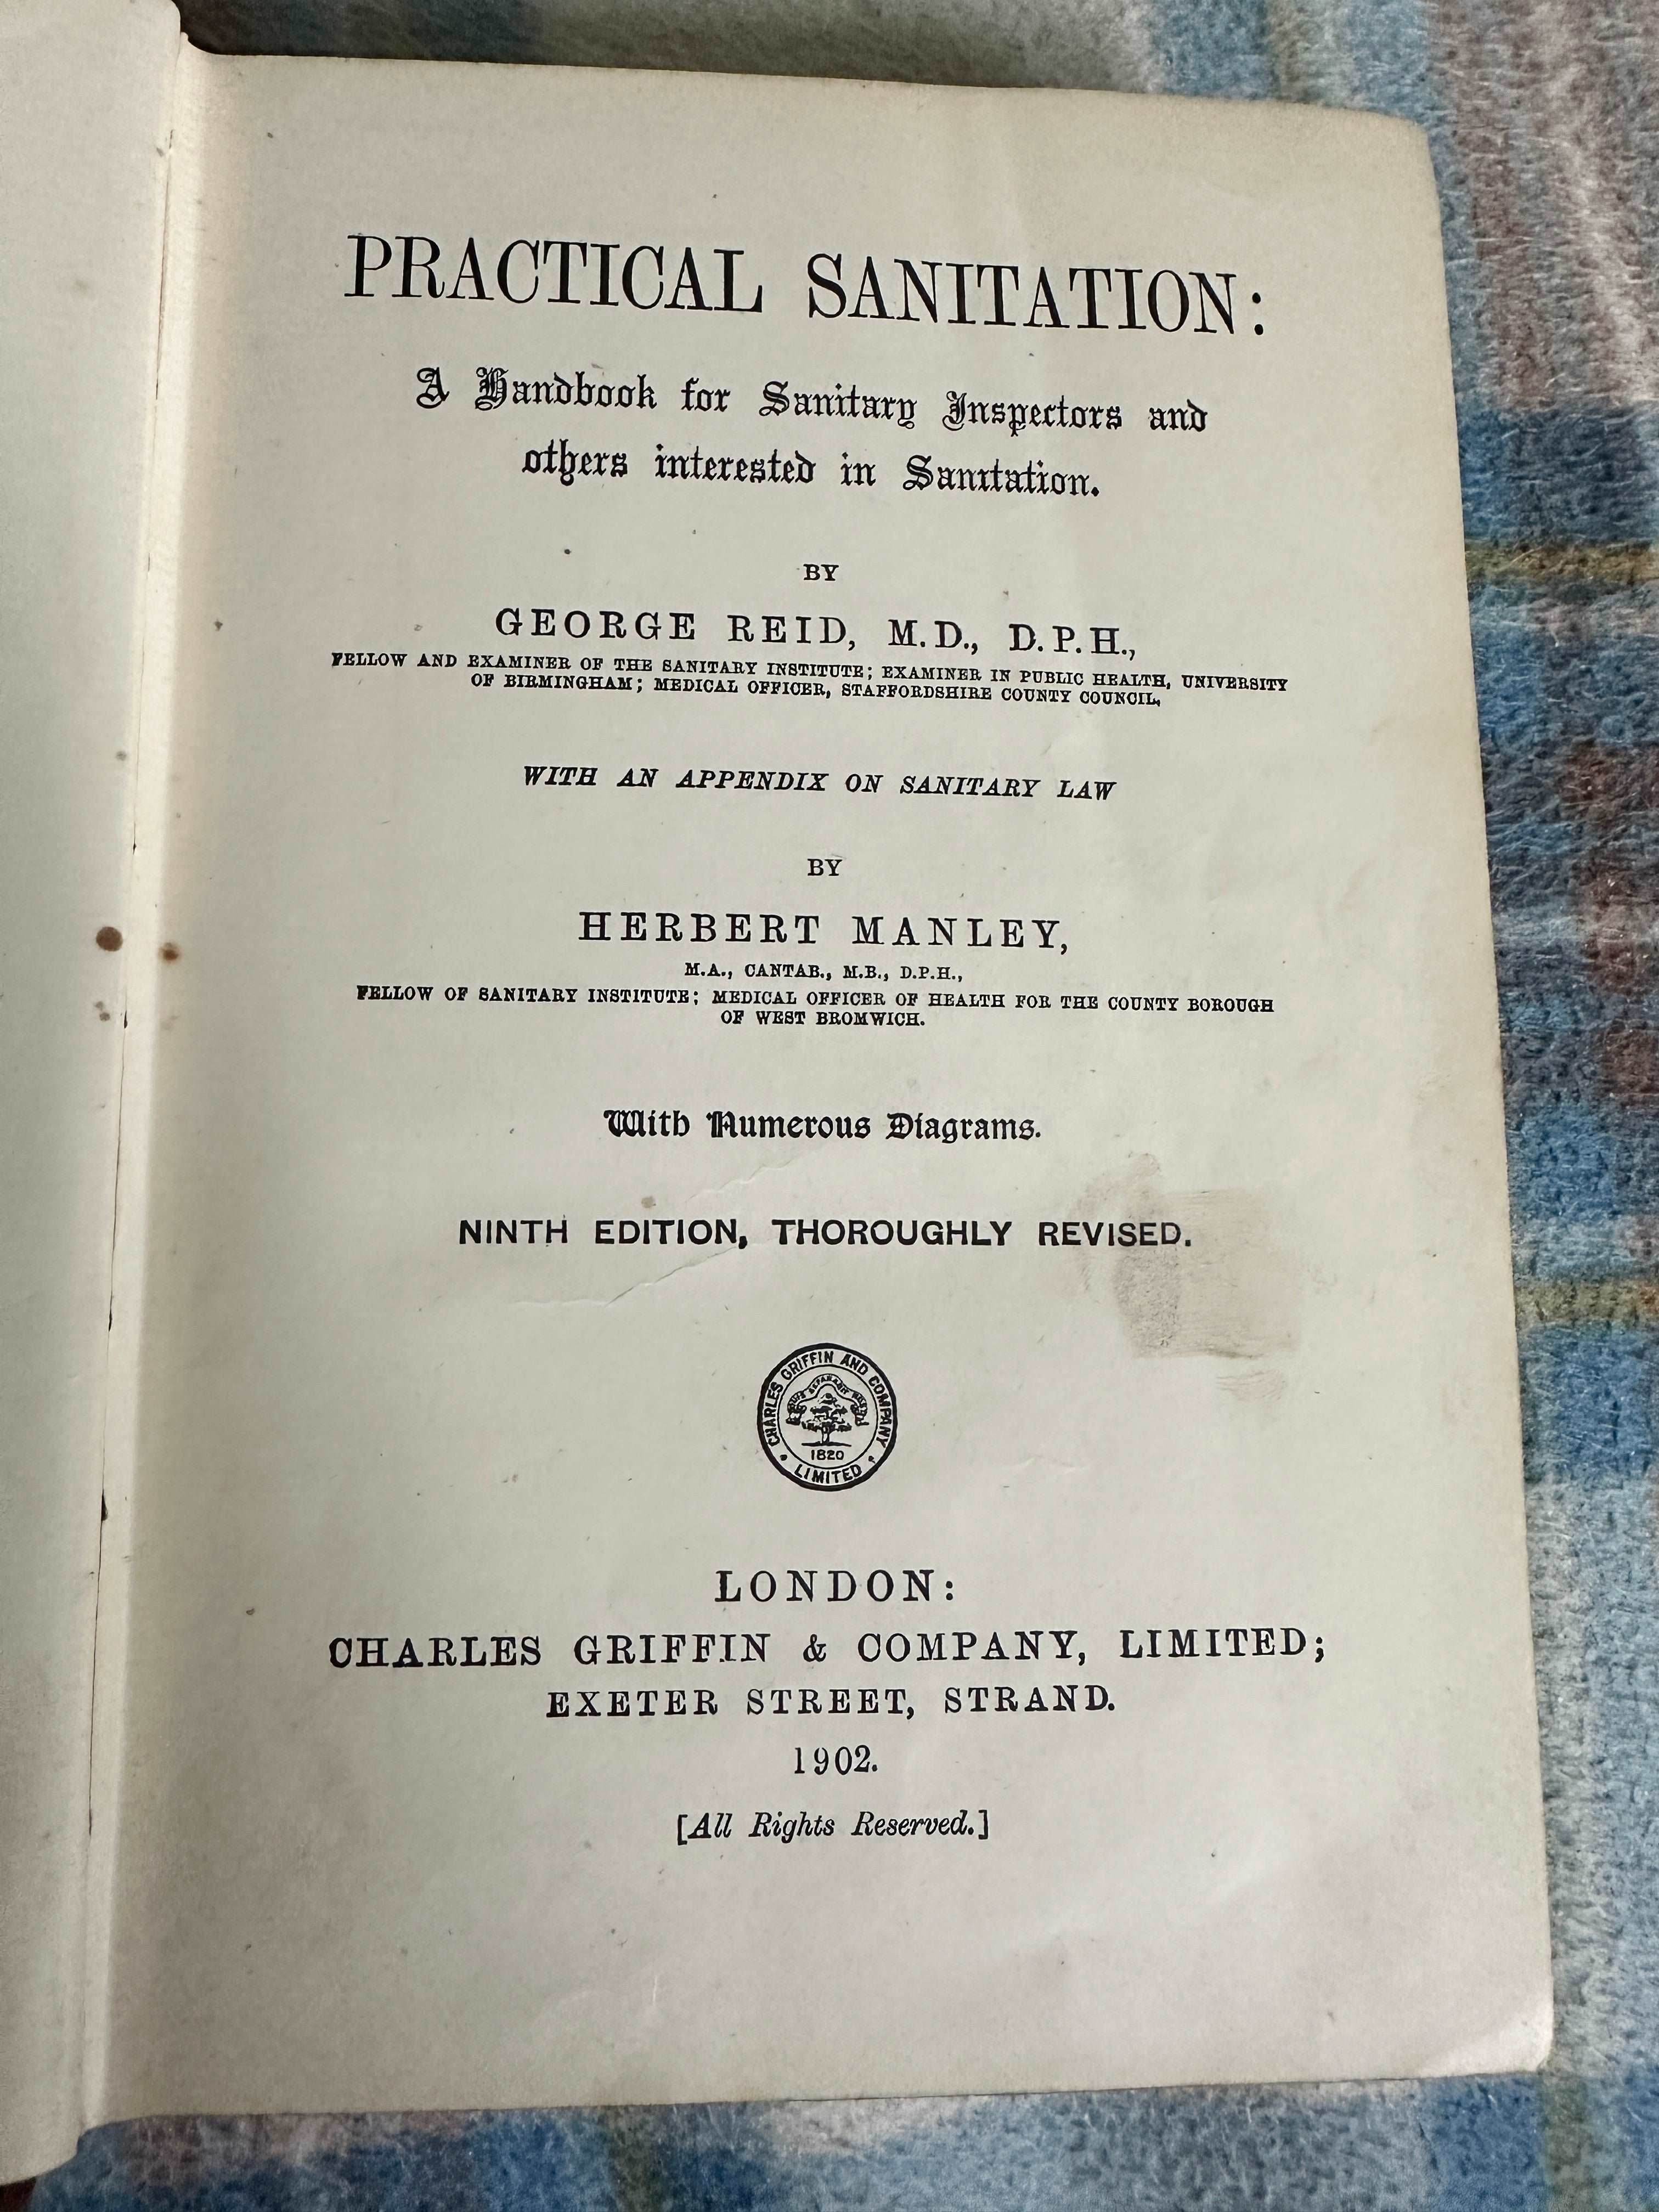 PRACTICAL SANITATION:
A Handbook for Sanitary Inspectors and
others interested in Sanitation.
BY
GEORGE REID, M.D., D.P.H.,
FELLOW AND EXAMINER OF THE SANITARY INSTITUTE; EXAMINER IN PUBLIC HEALTH, UNIVERSITY
OF BIRMINGHAM; MEDICAL OFFICER, STAFFORDSHIRE COUNTY COUNCIL,
WITH AN APPENDIX ON SANITARY LAW
BY
HERBERT MANLEY,
M.A., CANTAB., M.B., D.P.H.,
FELLOW OF SANITARY INSTITUTE; MEDICAL OFFICER OF HEALTH FOR THE COUNTY BOROUGH
OF WEST BROMWICH.
With Numerous Diagrams.
NINTH EDITION, THOROUGHLY REVISED.
CHARLES GRIFFIN AND COMPANY
1820
LIMITED
LONDON:
CHARLES GRIFFIN & COMPANY, LIMITED;
EXETER STREET, STRAND.
1902.
[All Rights Reserved.]